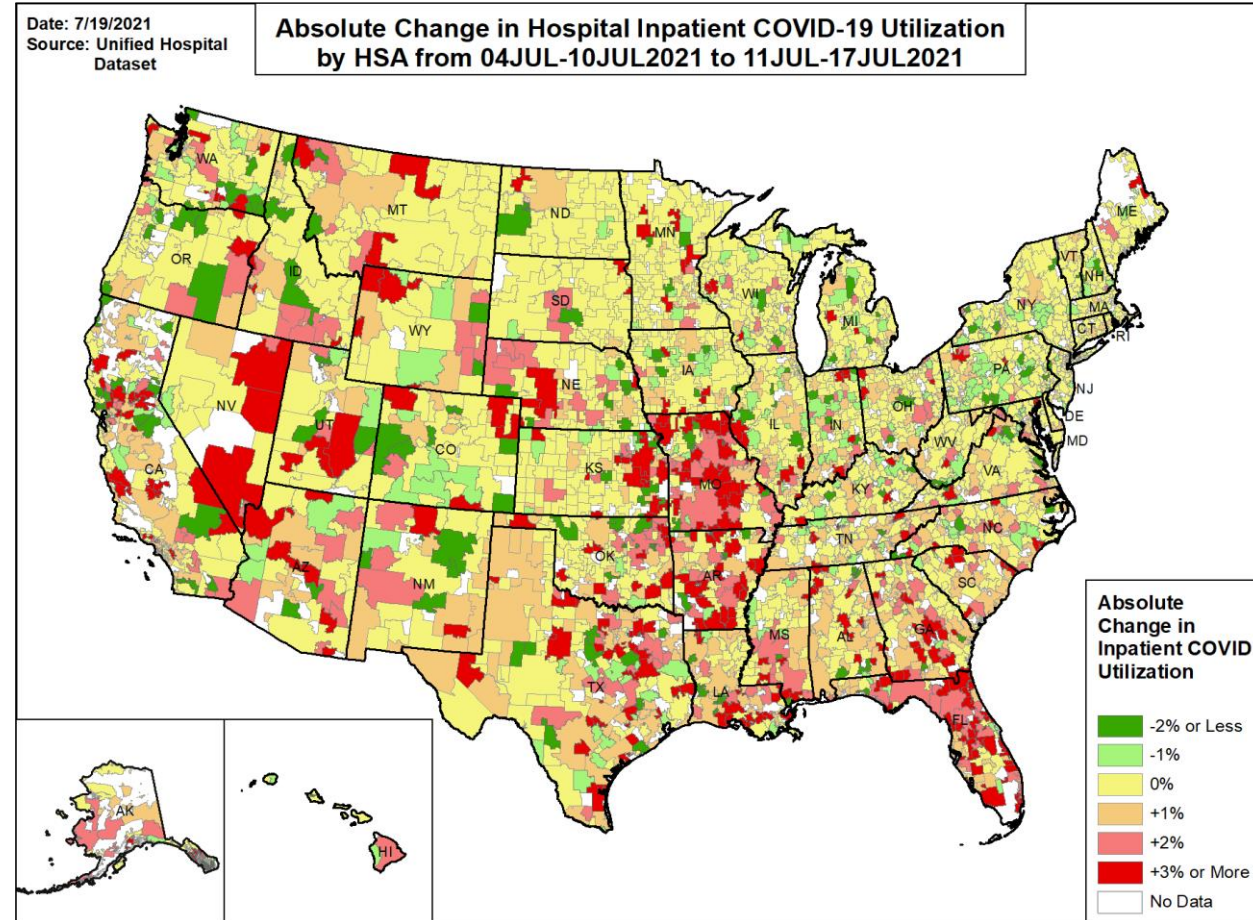 Date: 7/19/2021
Source: Unified Hospital
Dataset
Absolute Change in Hospital Inpatient COVID-19 Utilization
by HSA from 04JUL-10JUL2021 to 11JUL-17JUL2021
WA
MT
ND
MN
ME
OR
ID
SD
WI
MI
VT
NH
NY
MA
CT
RI
WY
IA
PA
NJ
NE
NV
UT
CO
IL
IN
OH
DE
MD
WV
VA
CA
KS
MO
KY
NC
AZ
NM
OK
AR
TN
SC
MS
AL
GA
TX
LA
FL
AK
HI
Absolute
Change in
Inpatient COVID
Utilization
-2% or Less
-1%
0%
+1%
+2%
+3% or More
No Data